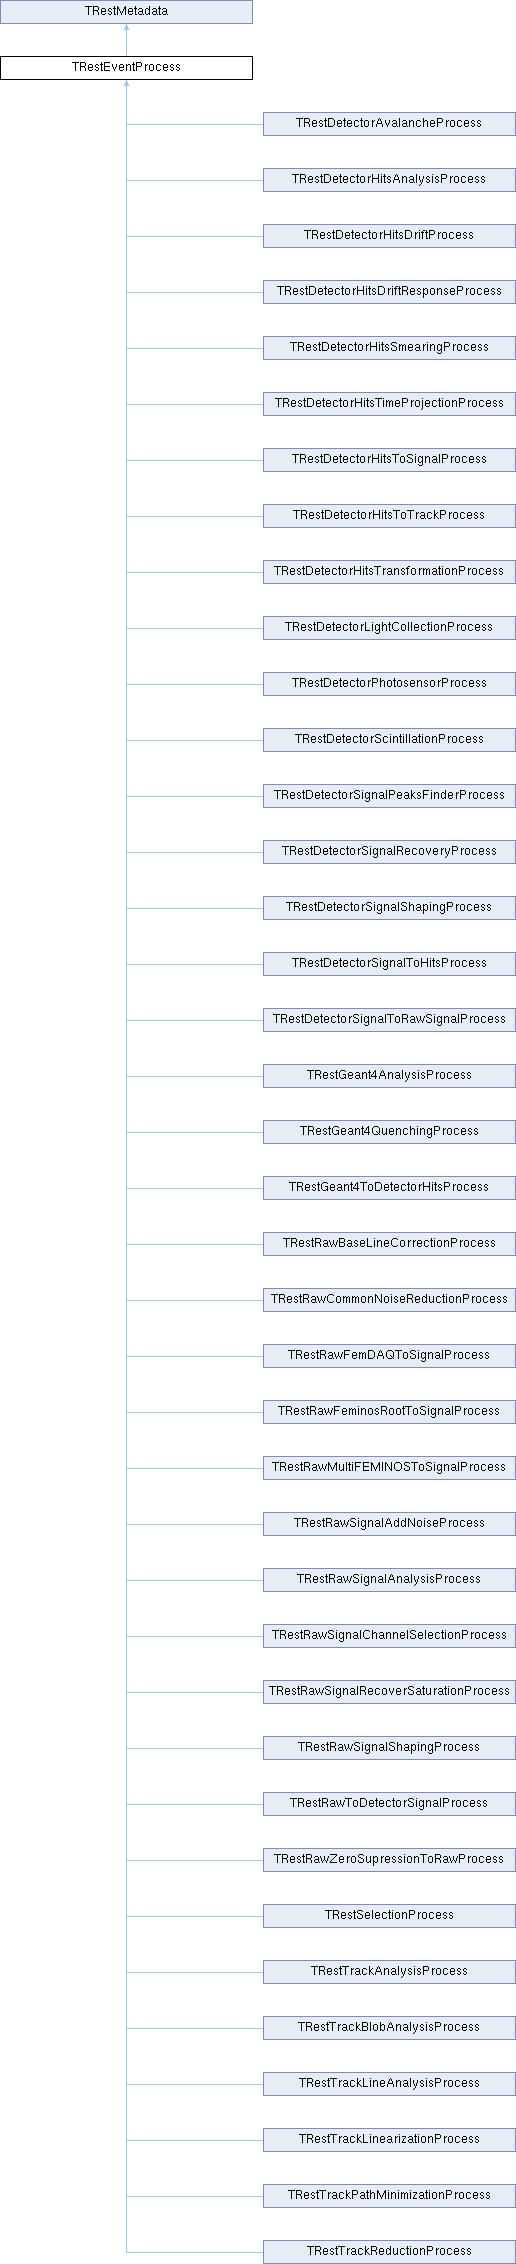 TRestMetadata
TRestEventProcess
TRestDetectorAvalancheProcess
TRestDetectorHitsAnalysisProcess
TRestDetectorHitsDriftProcess
TRestDetectorHitsDriftResponseProcess
TRestDetectorHitsSmearingProcess
TRestDetectorHitsTimeProjectionProcess
TRestDetectorHitsToSignalProcess
TRestDetectorHitsToTrackProcess
TRestDetectorHitsTransformationProcess
TRestDetectorLightCollectionProcess
TRestDetectorPhotosensorProcess
TRestDetectorScintillationProcess
TRestDetectorSignalPeaksFinderProcess
TRestDetectorSignalRecoveryProcess
TRestDetectorSignalShapingProcess
TRestDetectorSignalToHitsProcess
TRestDetectorSignalToRawSignalProcess
TRestGeant4AnalysisProcess
TRestGeant4QuenchingProcess
TRestGeant4ToDetectorHitsProcess
TRestRawBaseLineCorrectionProcess
TRestRawCommonNoiseReductionProcess
TRestRawFemDAQToSignalProcess
TRestRawFeminosRootToSignalProcess
TRestRawMultiFEMINOSToSignalProcess
TRestRawSignalAddNoiseProcess
TRestRawSignalAnalysisProcess
TRestRawSignalChannelSelectionProcess
TRestRawSignalRecoverSaturationProcess
TRestRawSignalShapingProcess
TRestRawToDetectorSignalProcess
TRestRawZeroSupressionToRawProcess
TRestSelectionProcess
TRestTrackAnalysisProcess
TRestTrackBlobAnalysisProcess
TRestTrackLineAnalysisProcess
TRestTrackLinearizationProcess
TRestTrackPathMinimizationProcess
TRestTrackReductionProcess